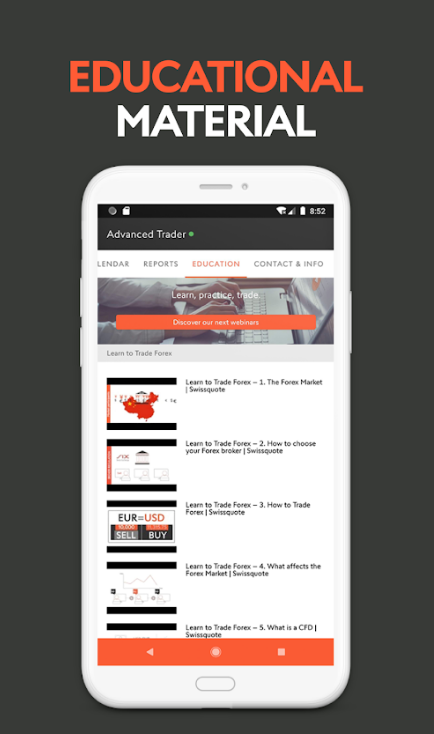 EDUCATIONAL
MATERIAL
8:52
Advanced Trader
LENDAR REPORTS EDUCATION CONTACT & INFO
Learn, practice, trade...
Discover our next webinars
Learn to Trade Forex
Learn to Trade Forex – 1. The Forex Market
| Swissquote
Learn to Trade Forex – 2. How to choose
your Forex broker | Swissquote
Learn to Trade Forex – 3. How to Trade
Forex | Swissquote
EUR=USD
SELL BUY
Learn to Trade Forex – 4. What affects the
Forex Market | Swissquote
Learn to Trade Forex – 5. What is a CFD |
Swissquote